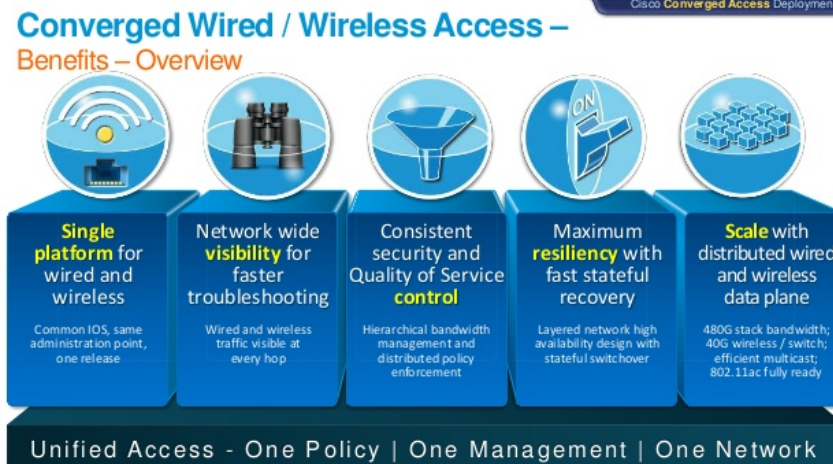 Cisco Converged Access Deployment
Converged Wired / Wireless Access –
Benefits – Overview
ON
Single
platform for
wired and
wireless
Common IOS, same
administration point,
one release
Network wide
visibility for
faster
troubleshooting
Wired and wireless
traffic visible at
every hop
Consistent
security and
Quality of Service
control
Hierarchical bandwidth
management and
distributed policy
enforcement
Maximum
resiliency with
fast stateful
recovery
Layered network high
availability design with
stateful switchover
Scale with
distributed wired
and wireless
data plane
480G stack bandwidth;
40G wireless / switch;
efficient multicast;
802.11ac fully ready
Unified Access - One Policy | One Management | One Network